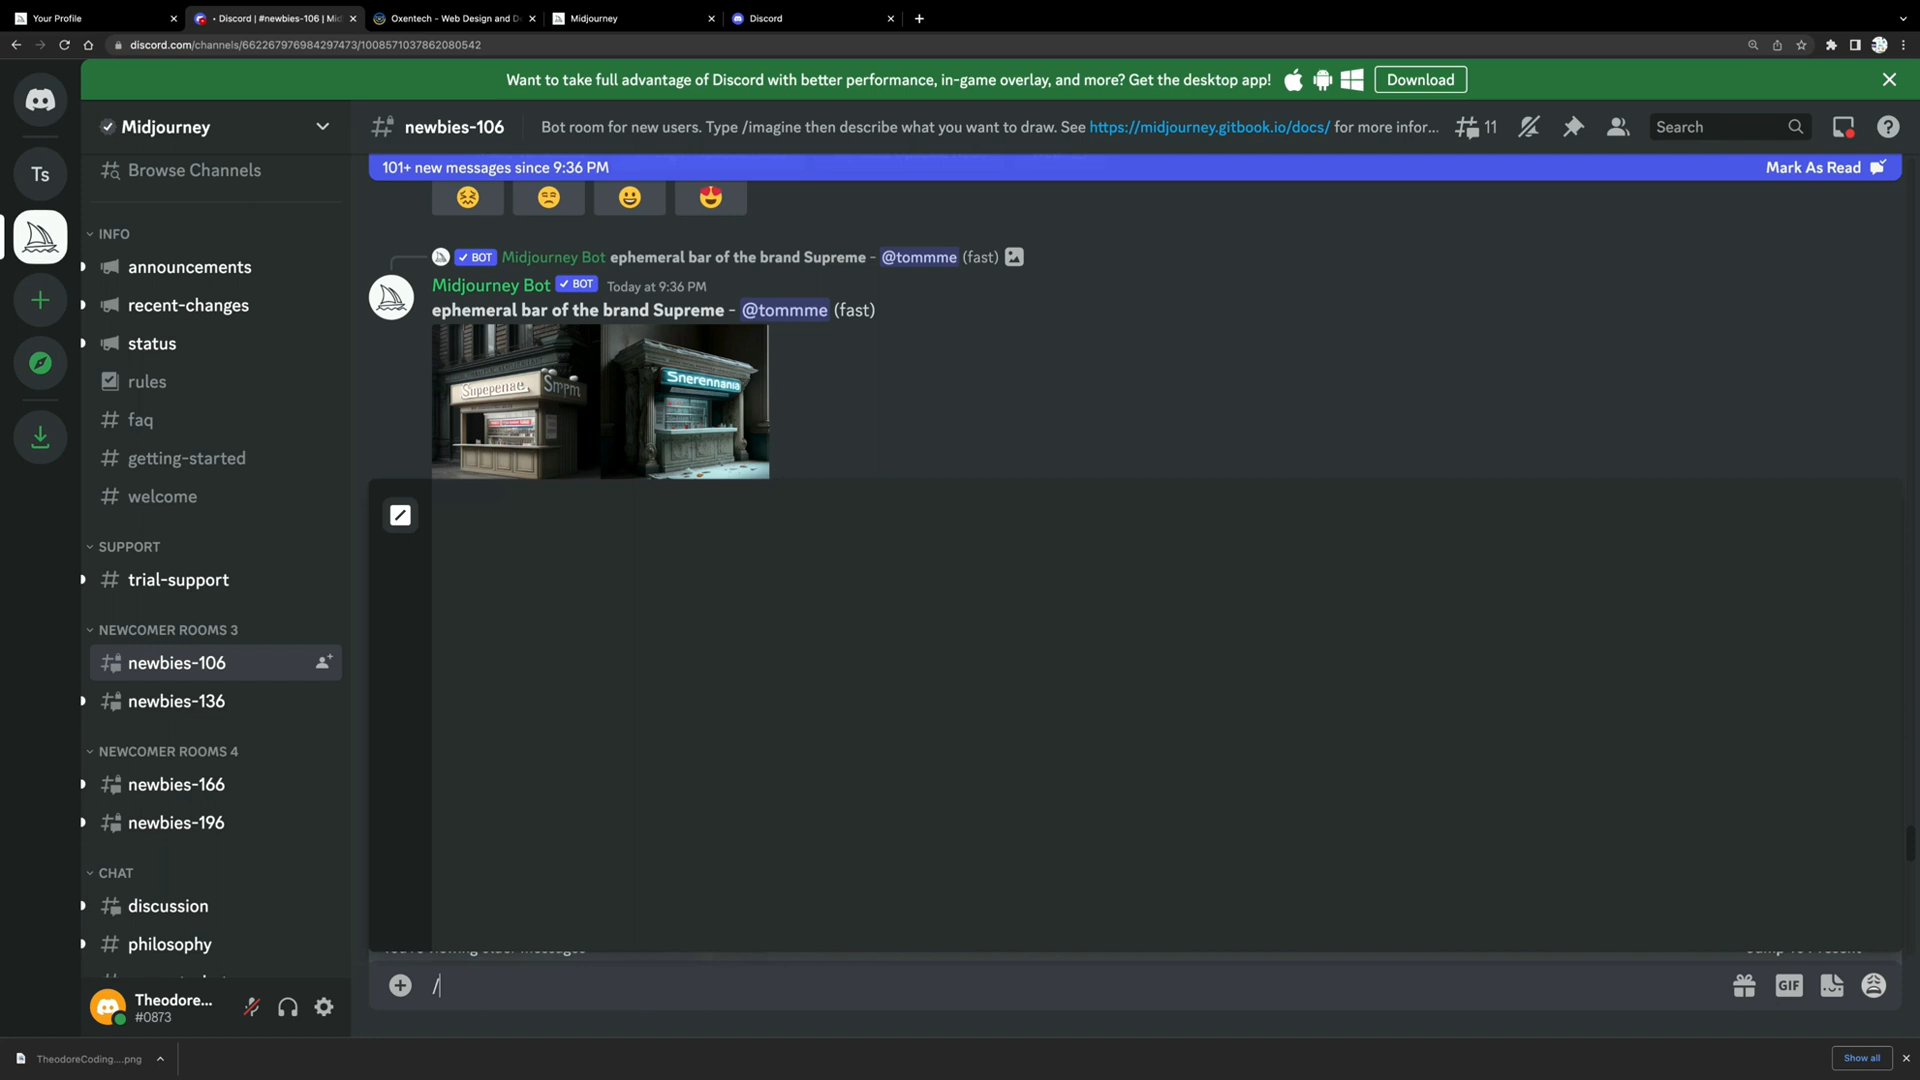 Your Profile
• Discord | #newbies-106 | Mi
Oxentech - Web Design and D
Midjourney
Discord
discord.com/channels/662267976984297473/1008571037862080542
Want to take full advantage of Discord with better performance, in-game overlay, and more? Get the desktop app!
Download
Midjourney
newbies-106
Bot room for new users. Type /imagine then describe what you want to draw. See https://midjourney.gitbook.io/docs/ for more infor...
11
Search
101+ new messages since 9:36 PM
Mark As Read
Ts
Browse Channels
INFO
announcements
recent-changes
status
rules
faq
getting-started
welcome
SUPPORT
trial-support
NEWCOMER ROOMS 3
newbies-106
newbies-136
NEWCOMER ROOMS 4
newbies-166
newbies-196
CHAT
discussion
philosophy
Theodore...
#0873
BOT Midjourney Bot ephemeral bar of the brand Supreme - @tommme (fast)
Midjourney Bot BOT Today at 9:36 PM
ephemeral bar of the brand Supreme - @tommme (fast)
Supepenae
Smpm
Snerennania
/
GIF
TheodoreCoding....png
Show all